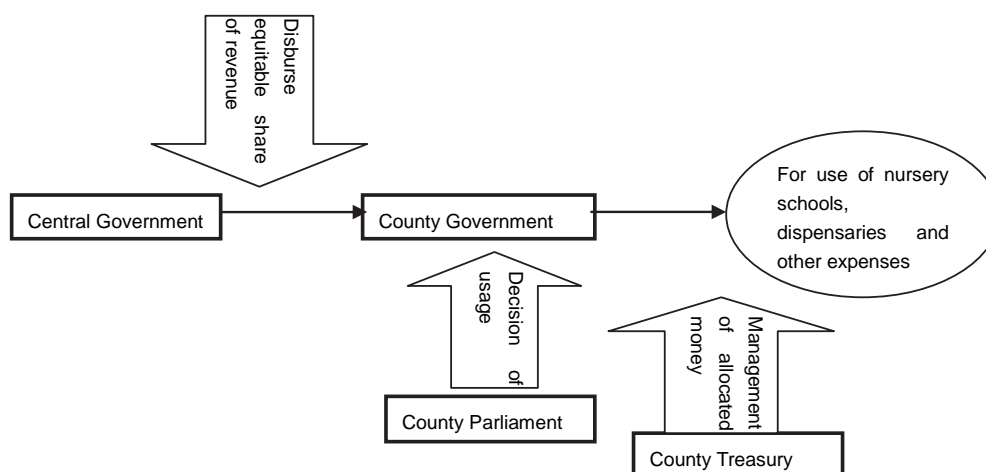 Disburse
equitable share
of revenue
Central Government
County Government
For use of nursery
schools,
dispensaries and
other expenses
Decision of
usage
Management
of allocated
money
County Parliament
County Treasury